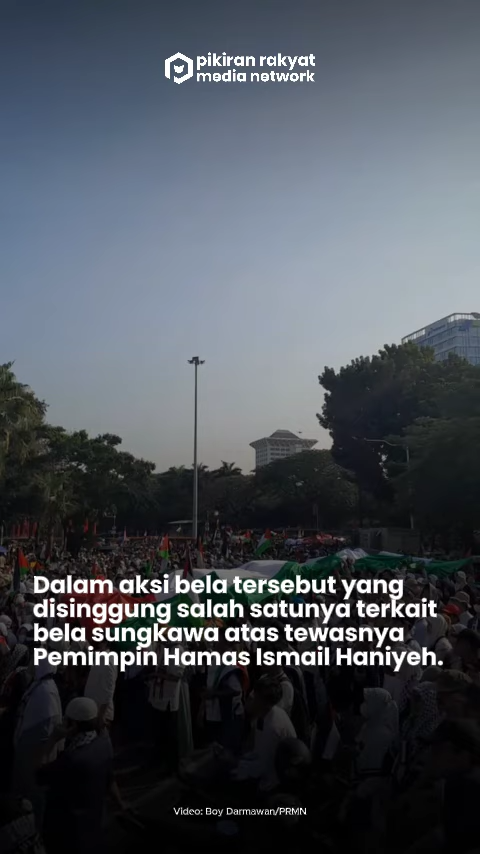 pikiran rakyat
media network
Dalam aksi bela tersebut yang
disinggung salah satunya terkait
bela sungkawa atas tewasnya
Pemimpin Hamas Ismail Haniyeh.
Video: Boy Darmawan/PRMN